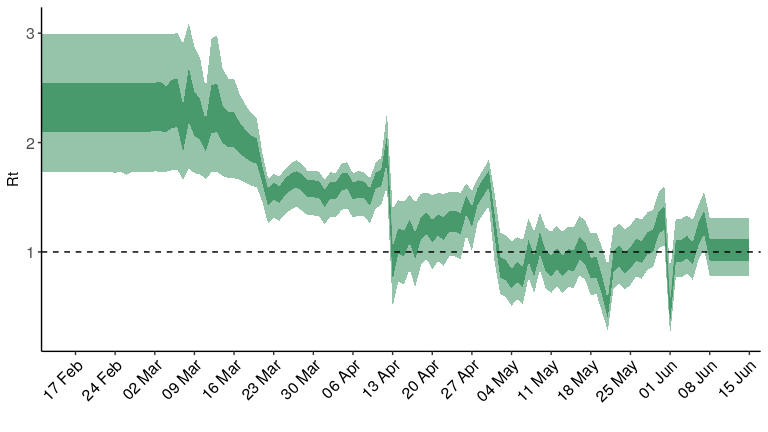 3
2
1
Rt
17 Feb
24 Feb
02 Mar
09 Mar
16 Mar
23 Mar
30 Mar
06 Apr
13 Apr
20 Apr
27 Apr
04 May
11 May
18 May
25 May
01 Jun
08 Jun
15 Jun